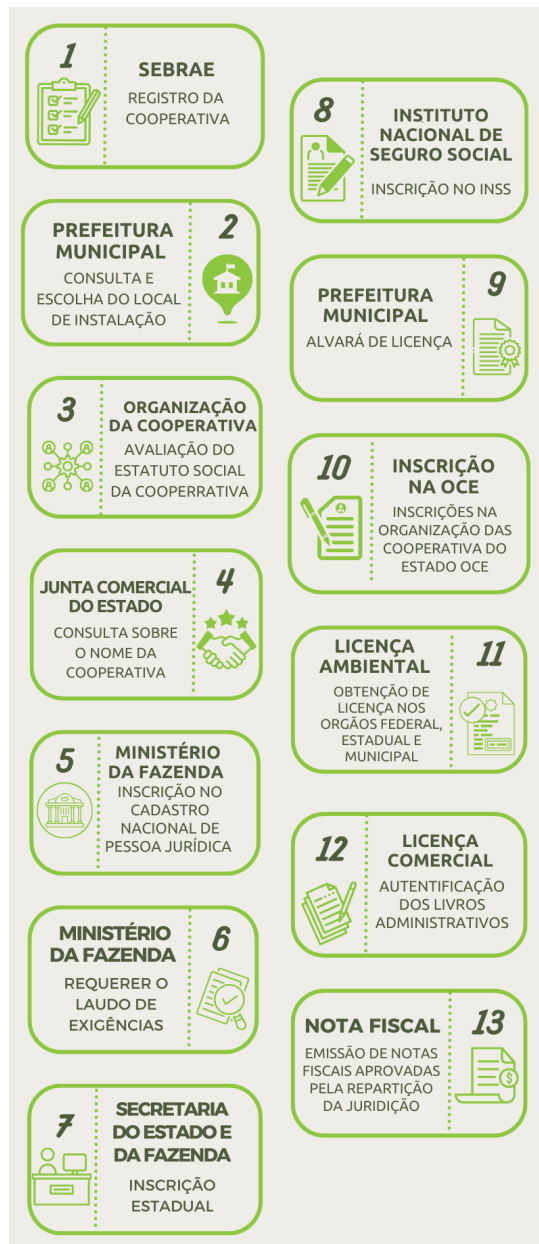 1
SEBRAE
REGISTRO DA
COOPERATIVA
2
PREFEITURA
MUNICIPAL
CONSULTA E
ESCOLHA DO LOCAL
DE INSTALAÇÃO
3
ORGANIZAÇÃO
DA COOPERATIVA
AVALIAÇÃO DO
ESTATUTO SOCIAL
DA COOPERRATIVA
4
JUNTA COMERCIAL
DO ESTADO
CONSULTA SOBRE
O NOME DA
COOPERATIVA
5
MINISTÉRIO
DA FAZENDA
INSCRIÇÃO NO
CADASTRO
NACIONAL DE
PESSOA JURÍDICA
6
MINISTÉRIO
DA FAZENDA
REQUERER O
LAUDO DE
EXIGÊNCIAS
7
SECRETARIA
DO ESTADO E
DA FAZENDA
INSCRIÇÃO
ESTADUAL
8
INSTITUTO
NACIONAL DE
SEGURO SOCIAL
INSCRIÇÃO NO INSS
9
PREFEITURA
MUNICIPAL
ALVARÁ DE LICENÇA
10
INSCRIÇÃO
NA OCE
INSCRIÇÕES NA
ORGANIZAÇÃO DAS
COOPERATIVA DO
ESTADO OCE
11
LICENÇA
AMBIENTAL
OBTENÇÃO DE
LICENÇA NOS
ORGÃOS FEDERAL,
ESTADUAL E
MUNICIPAL
12
LICENÇA
COMERCIAL
AUTENTIFICAÇÃO
DOS LIVROS
ADMINISTRATIVOS
13
NOTA FISCAL
EMISSÃO DE NOTAS
FISCAIS APROVADAS
PELA REPARTIÇÃO
DA JURIDIÇÃO